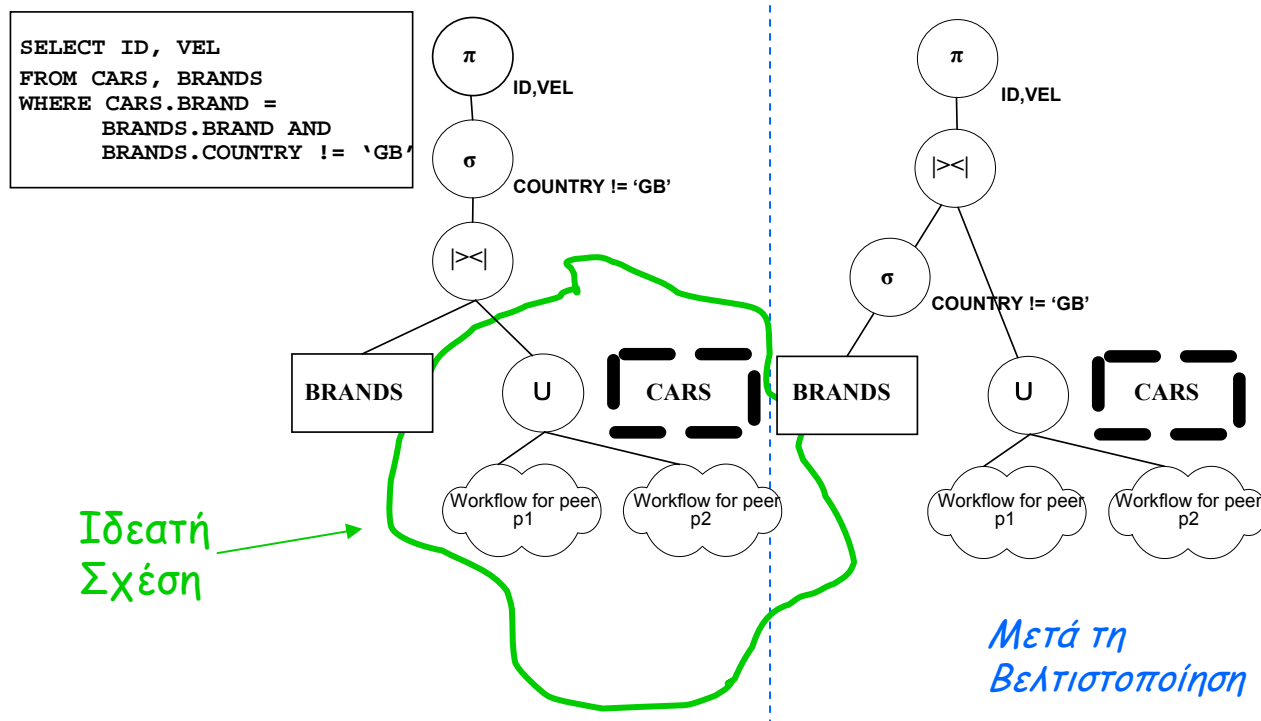 SELECT ID, VEL
FROM CARS, BRANDS
WHERE CARS.BRAND =
BRANDS.BRAND AND
BRANDS.COUNTRY != ‘GB’
π
ID,VEL
σ
COUNTRY != ‘GB’
|><|
BRANDS
U
CARS
Workflow for peer
p1
Workflow for peer
p2
Ιδεατή
Σχέση
π
ID,VEL
|><|
σ
COUNTRY != ‘GB’
BRANDS
U
CARS
Workflow for peer
p1
Workflow for peer
p2
Μετά τη
Βελτιστοποίηση